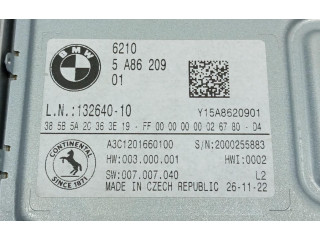 BMW
6210
5 A86 209
01
L.N.:132640-10
Y15A8620901
38 5B 5A 2C 36 3E 19 - FF 00 00 00 00 02 67 80 - D4
CONTINENTAL
SINCE 1871
A3C1201660100
S/N:2000255883
HW:003.000.001
HWI:0002
SW:007.007.040
L2
MADE IN CZECH REPUBLIC
26-11-22